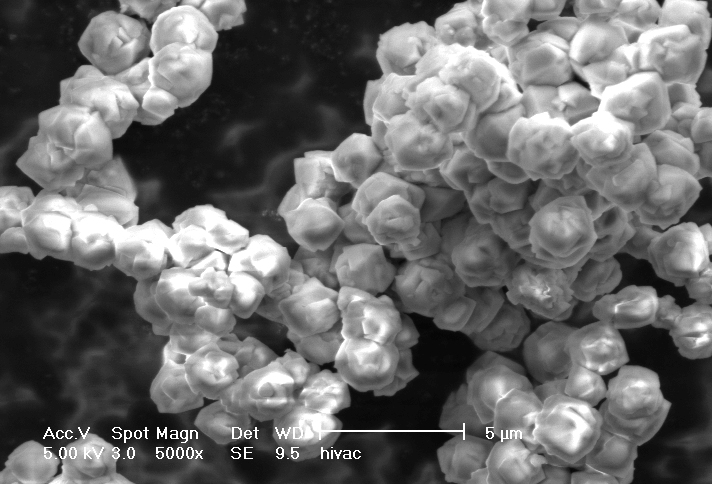 Acc.V Spot Magn Det WD 5 µm
5.00 kV 3.0 5000x SE 9.5 hivac